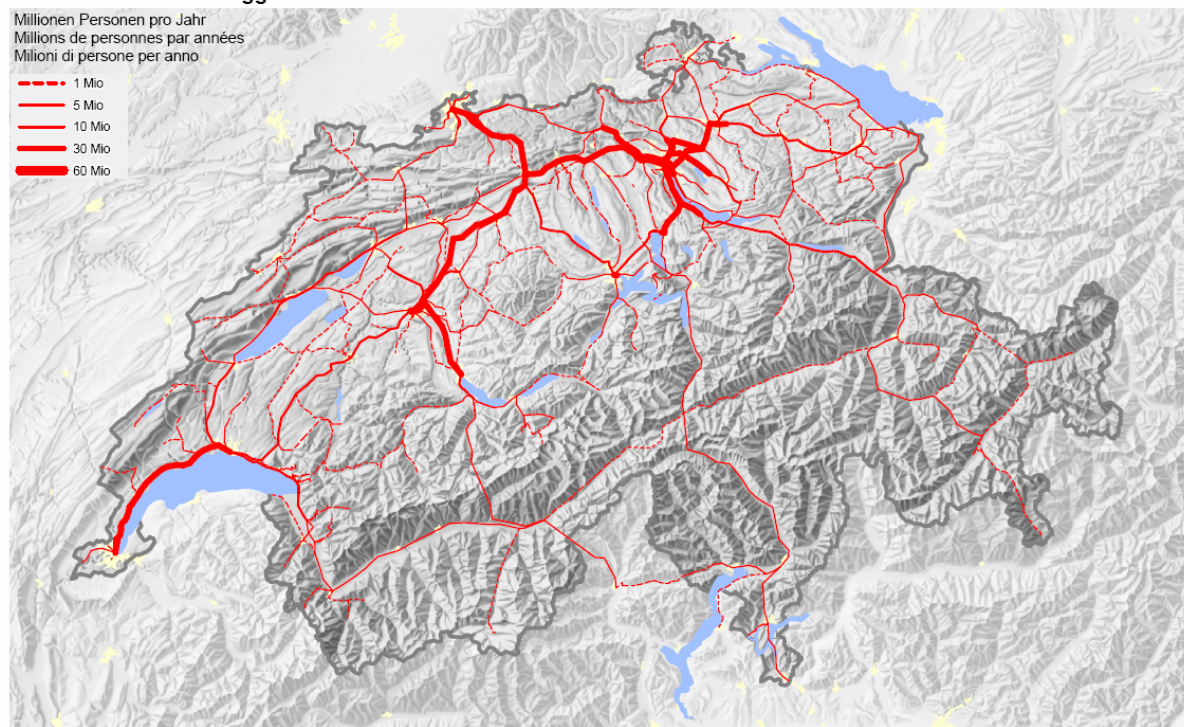 Millionen Personen pro Jahr
Millions de personnes par années
Milioni di persone per anno
1 Mio
5 Mio
10 Mio
30 Mio
60 Mio